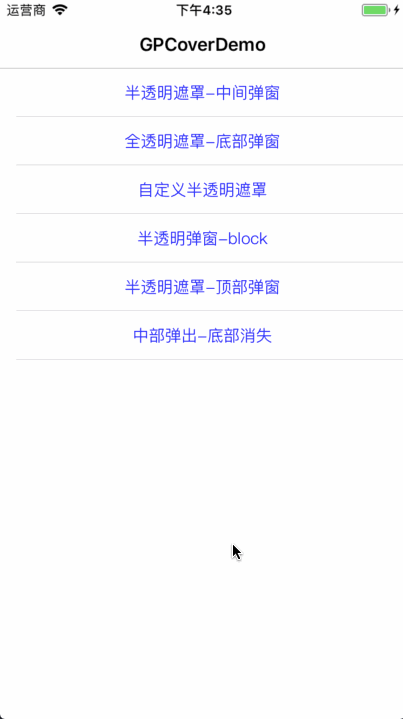 运营商 下午4:35
GPCoverDemo
半透明遮罩-中间弹窗
全透明遮罩-底部弹窗
自定义半透明遮罩
半透明弹窗-block
半透明遮罩-顶部弹窗
中部弹出-底部消失